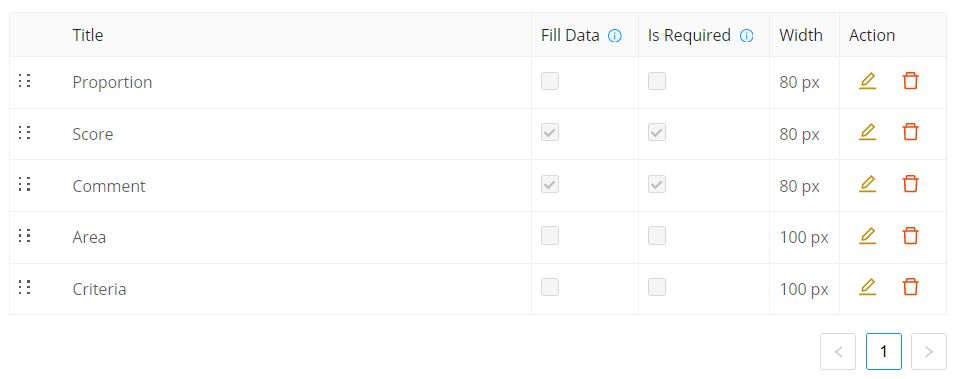 Title Fill Data Is Required Width Action
Proportion 80 px
Score 80 px
Comment 80 px
Area 100 px
Criteria 100 px
1